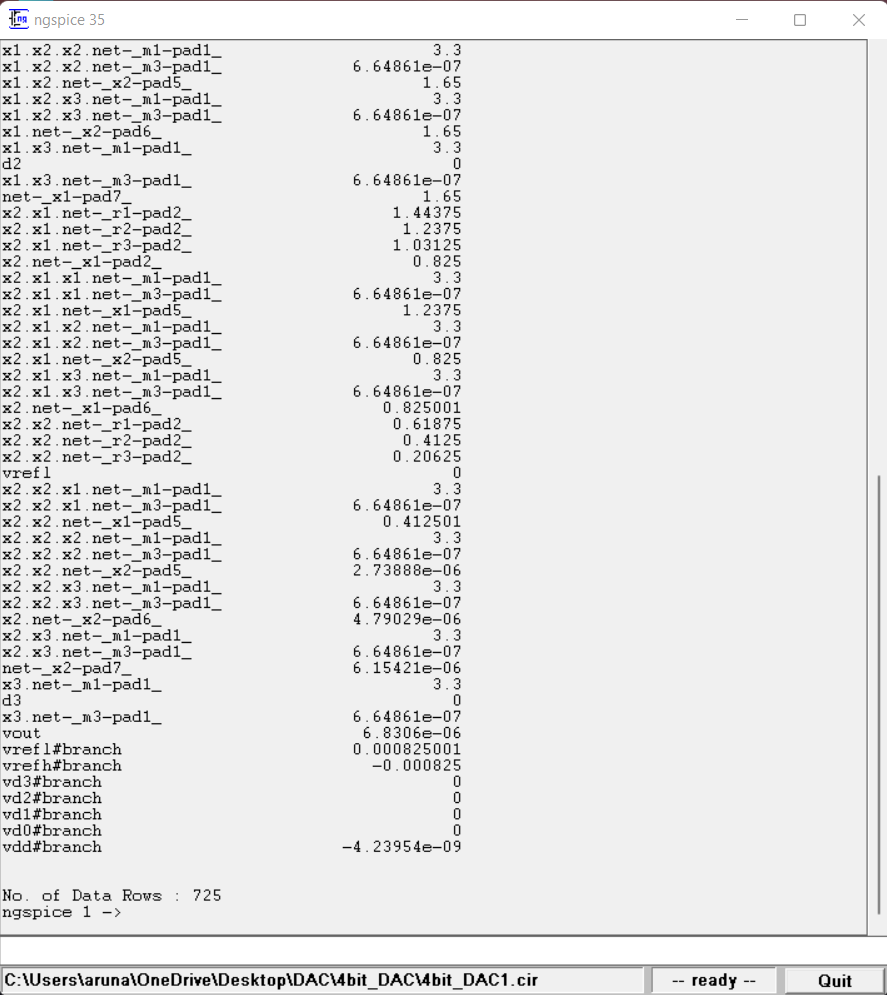 ngspice 35
x1.x2.x2.net-_m1-pad1_ 3.3
x1.x2.x2.net-_m3-pad1_ 6.64861e-07
x1.x2.net-_x2-pad5_ 1.65
x1.x2.x3.net-_m1-pad1_ 3.3
x1.x2.x3.net-_m3-pad1_ 6.64861e-07
x1.net-_x2-pad6_ 1.65
x1.x3.net-_m1-pad1_ 3.3
d2 0
x1.x3.net-_m3-pad1_ 6.64861e-07
net-_x1-pad7_ 1.65
x2.x1.net-_r1-pad2_ 1.44375
x2.x1.net-_r2-pad2_ 1.2375
x2.x1.net-_r3-pad2_ 1.03125
x2.net-_x1-pad2_ 0.825
x2.x1.x1.net-_m1-pad1_ 3.3
x2.x1.x1.net-_m3-pad1_ 6.64861e-07
x2.x1.net-_x1-pad5_ 1.2375
x2.x1.x2.net-_m1-pad1_ 3.3
x2.x1.x2.net-_m3-pad1_ 6.64861e-07
x2.x1.net-_x2-pad5_ 0.825
x2.x1.x3.net-_m1-pad1_ 3.3
x2.x1.x3.net-_m3-pad1_ 6.64861e-07
x2.net-_x1-pad6_ 0.825001
x2.x2.net-_r1-pad2_ 0.61875
x2.x2.net-_r2-pad2_ 0.4125
x2.x2.net-_r3-pad2_ 0.20625
vrefl 0
x2.x2.x1.net-_m1-pad1_ 3.3
x2.x2.x1.net-_m3-pad1_ 6.64861e-07
x2.x2.net-_x1-pad5_ 0.412501
x2.x2.x2.net-_m1-pad1_ 3.3
x2.x2.x2.net-_m3-pad1_ 6.64861e-07
x2.x2.net-_x2-pad5_ 2.73888e-06
x2.x2.x3.net-_m1-pad1_ 3.3
x2.x2.x3.net-_m3-pad1_ 6.64861e-07
x2.net-_x2-pad6_ 4.79029e-06
x2.x3.net-_m1-pad1_ 3.3
x2.x3.net-_m3-pad1_ 6.64861e-07
net-_x2-pad7_ 6.15421e-06
x3.net-_m1-pad1_ 3.3
d3 0
x3.net-_m3-pad1_ 6.64861e-07
vout 6.8306e-06
vrefl#branch 0.000825001
vrefh#branch -0.000825
vd3#branch 0
vd2#branch 0
vd1#branch 0
vd0#branch 0
vdd#branch -4.23954e-09
No. of Data Rows : 725
ngspice 1 ->
C:\Users\aruna\OneDrive\Desktop\DAC\4bit_DAC\4bit_DAC1.cir -- ready -- Quit